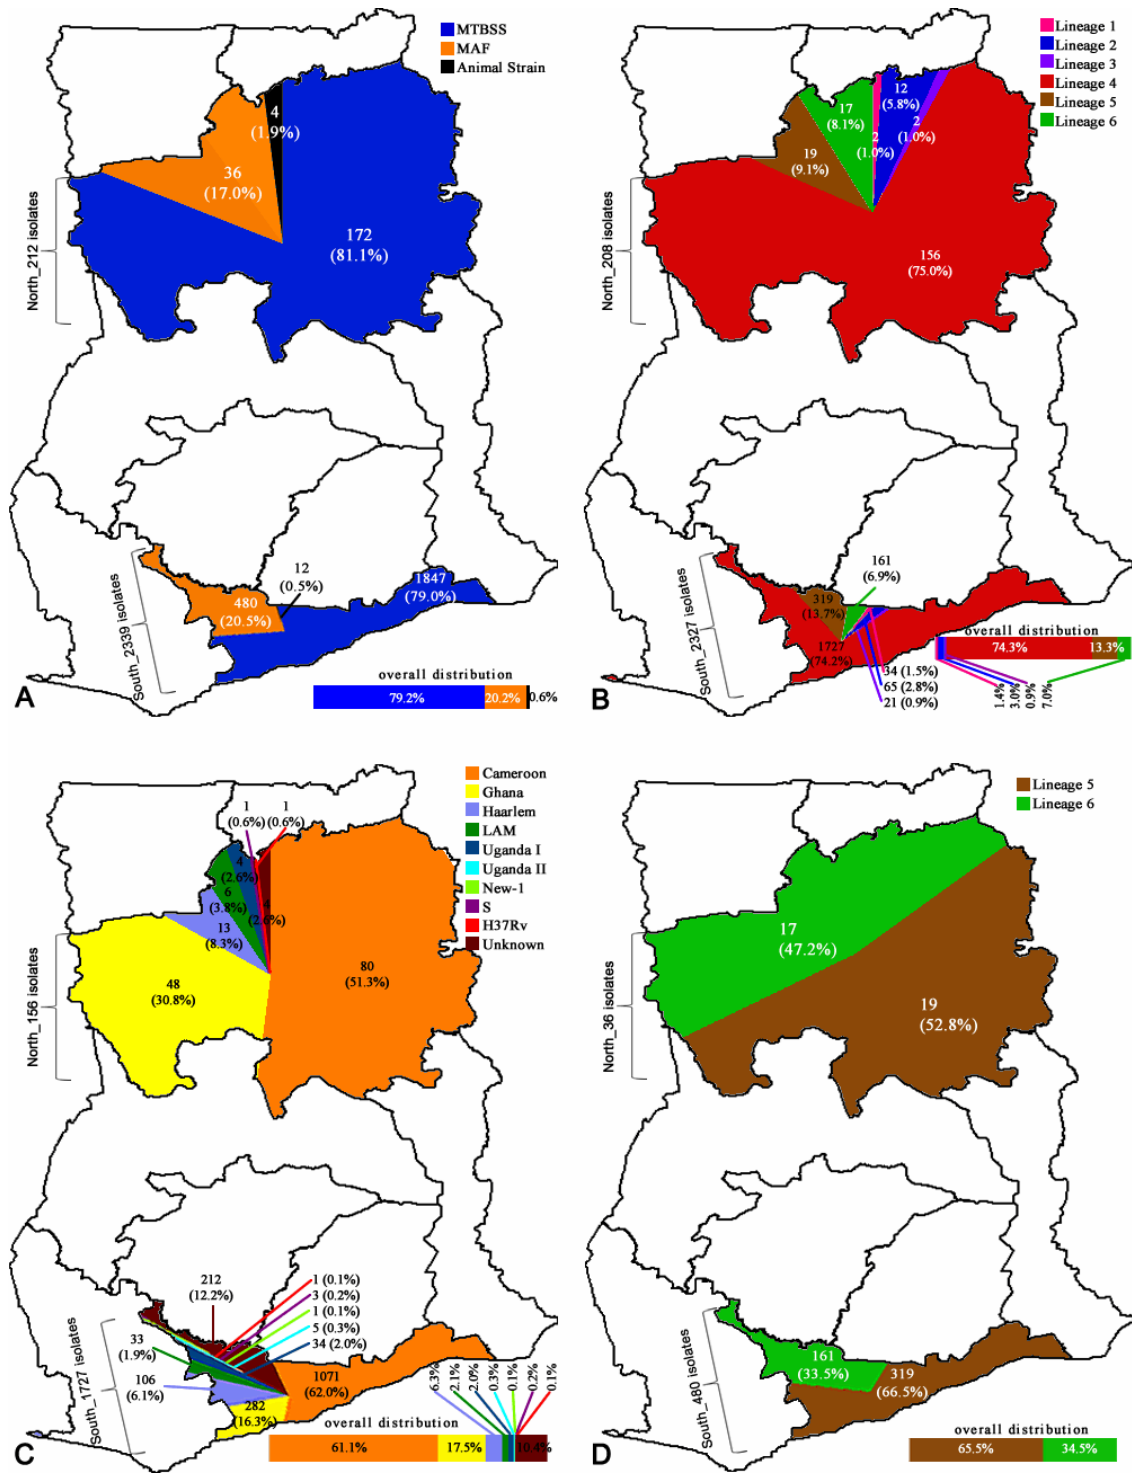 MTBSS
MAF
Animal Strain
4
(1.9%)
36
(17.0%)
172
(81.1%)
North_212 isolates
12
(0.5%)
1847
(79.0%)
480
(20.5%)
South_2339 isolates
overall distribution
79.2%
20.2%
0.6%
A
Lineage 1
Lineage 2
Lineage 3
Lineage 4
Lineage 5
Lineage 6
12
(5.8%)
17
(8.1%)
2
(1.0%)
2
(1.0%)
19
(9.1%)
156
(75.0%)
North_208 isolates
161
(6.9%)
319
(13.7%)
1727
(74.2%)
34 (1.5%)
65 (2.8%)
21 (0.9%)
South_2327 isolates
overall distribution
74.3%
13.3%
1.4%
3.0%
0.9%
7.0%
B
Cameroon
Ghana
Haarlem
LAM
Uganda I
Uganda II
New-1
S
H37Rv
Unknown
1
(0.6%)
1
(0.6%)
4
(2.6%)
6
(3.8%)
(2.6%)
13
(8.3%)
48
(30.8%)
80
(51.3%)
North_156 isolates
212
(12.2%)
1 (0.1%)
3 (0.2%)
1 (0.1%)
5 (0.3%)
34 (2.0%)
33
(1.9%)
106
(6.1%)
282
(16.3%)
1071
(62.0%)
South_1727 isolates
6.3%
2.1%
2.0%
0.3%
0.1%
0.2%
0.1%
overall distribution
61.1%
17.5%
10.4%
C
Lineage 5
Lineage 6
17
(47.2%)
19
(52.8%)
North_36 isolates
161
(33.5%)
319
(66.5%)
South_480 isolates
overall distribution
65.5%
34.5%
D